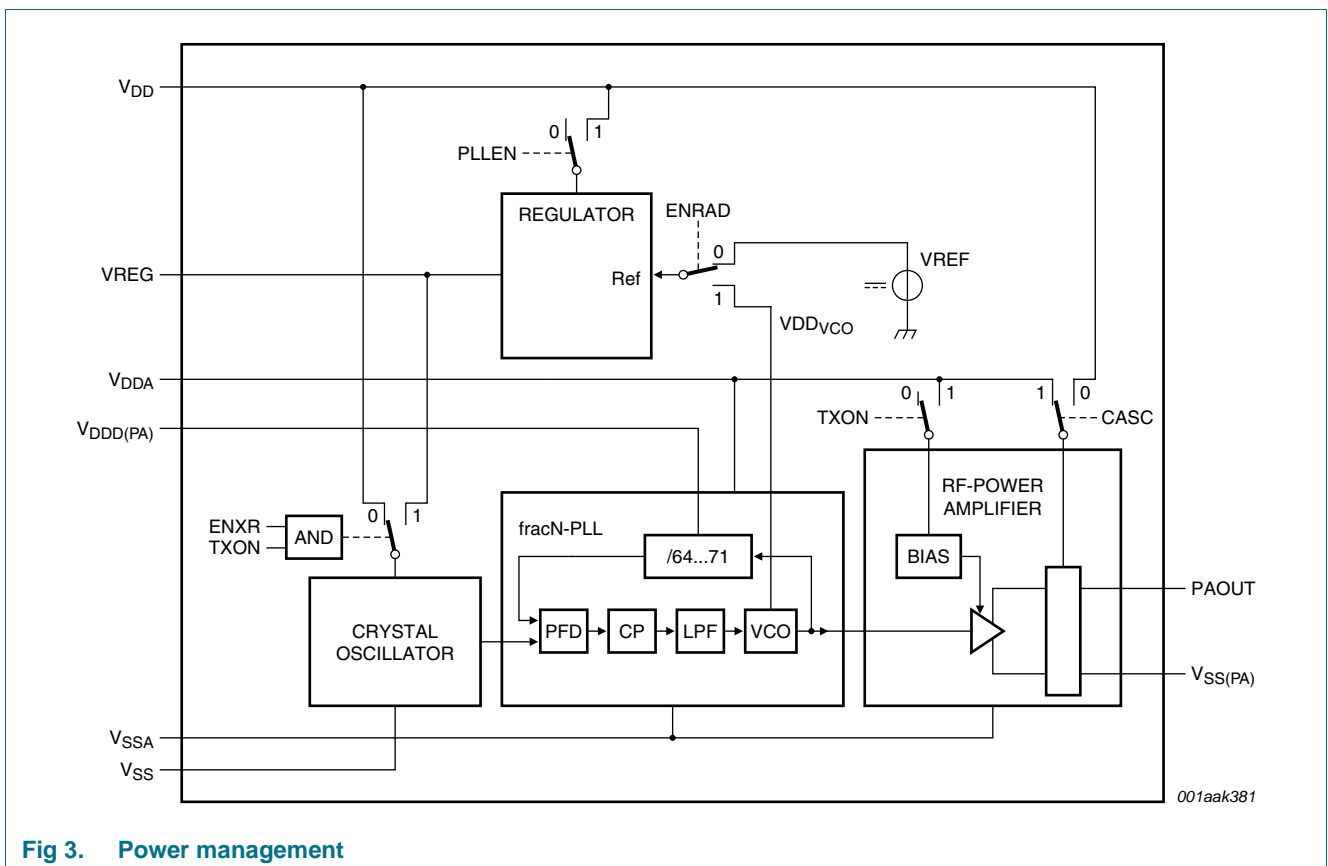 VDD
0 1
PLLEN
REGULATOR
ENRAD
0
VREF
VREG
Ref
1
VDDVCO
VDDA
0 1
1 0
TXON
CASC
VDDD(PA)
RF-POWER
AMPLIFIER
0 1
ENXR
TXON
AND
fracN-PLL
/64...71
BIAS
PAOUT
CRYSTAL
OSCILLATOR
PFD
CP
LPF
VCO
VSS(PA)
VSSA
VSS
001aak381
Fig 3. Power management